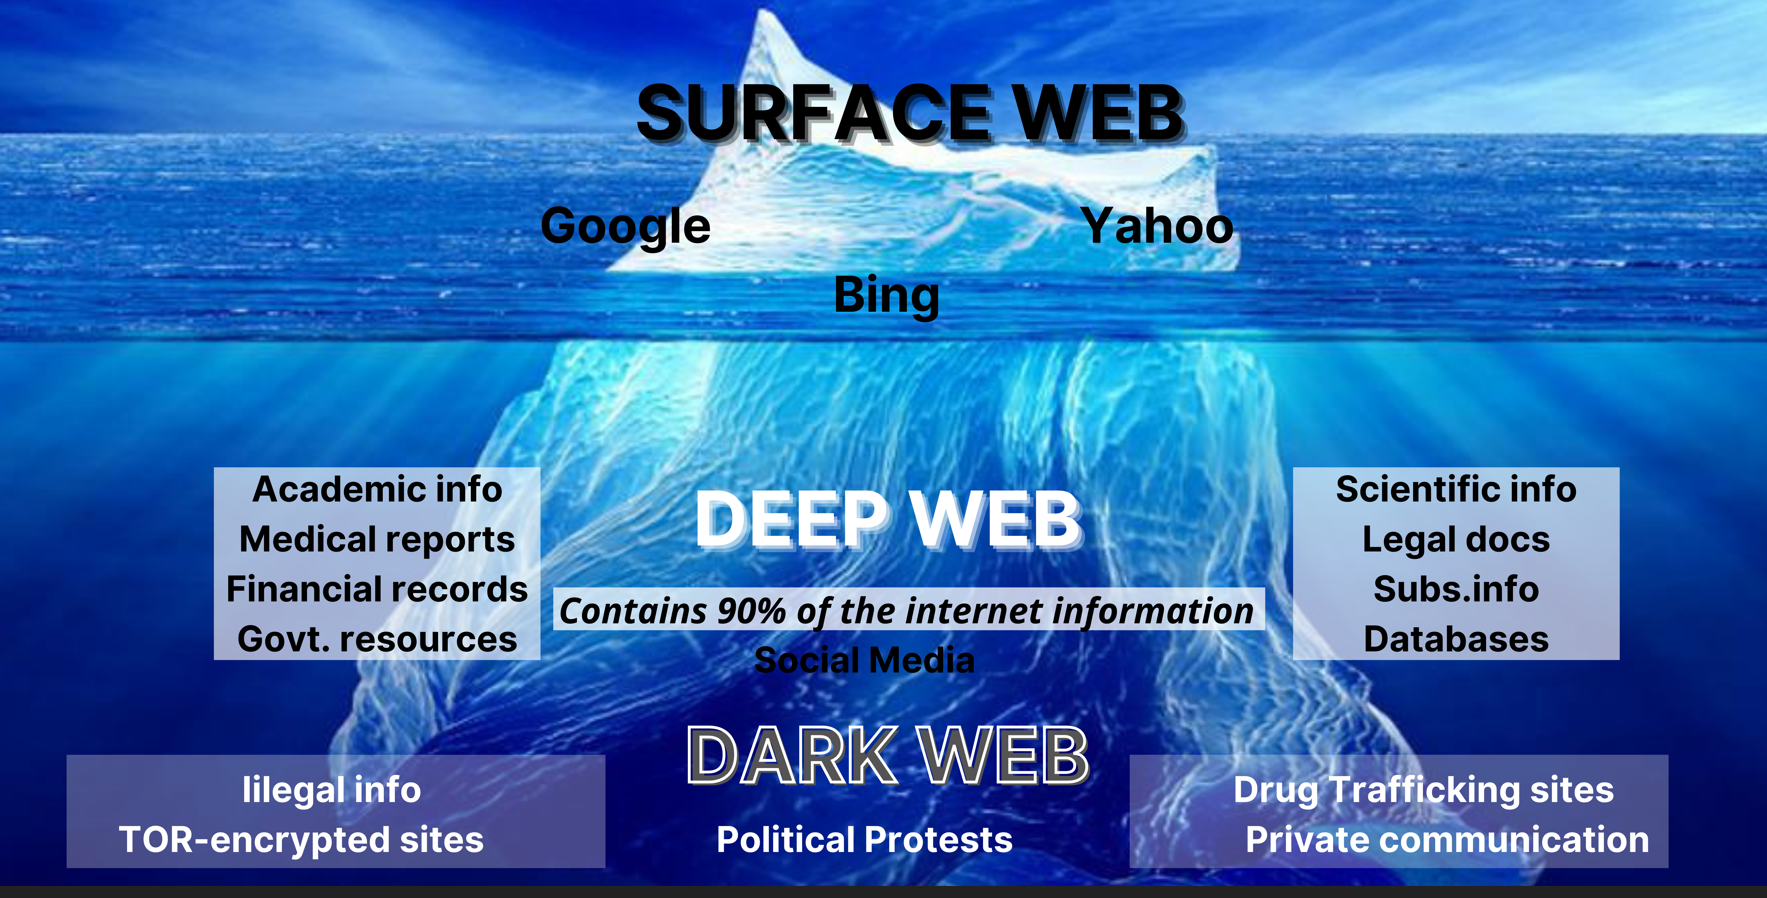 SURFACE WEB
Google
Yahoo
Bing
Academic info
Medical reports
Financial records
Govt. resources
DEEP WEB
Contains 90% of the internet information
Social Media
Scientific info
Legal docs
Subs.info
Databases
DARK WEB
lilegal info
TOR-encrypted sites
Political Protests
Drug Trafficking sites
Private communication